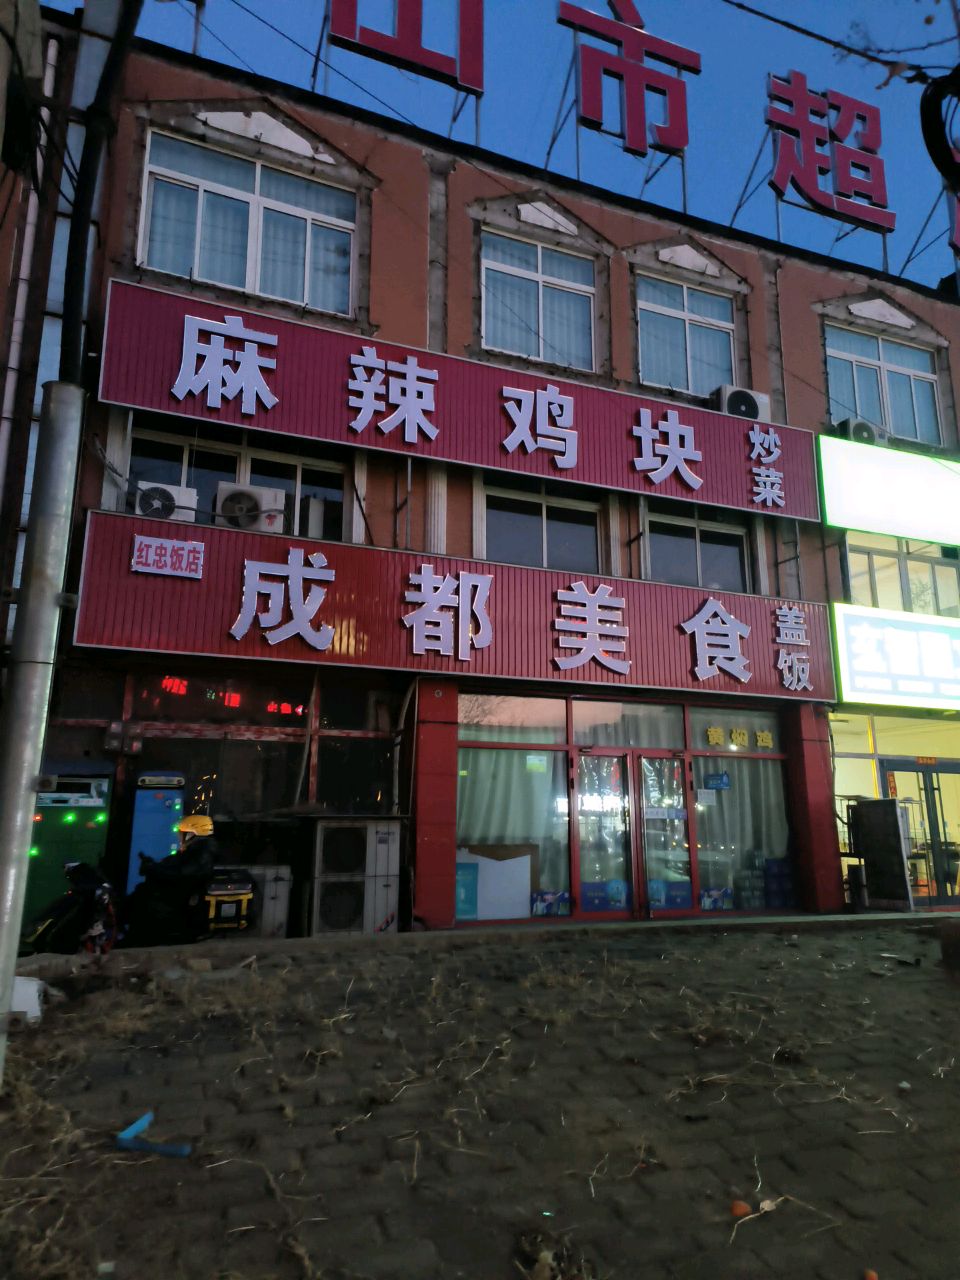 山市超
麻辣鸡块 炒菜
红忠饭店
成都美食 盖饭
黄焖鸡